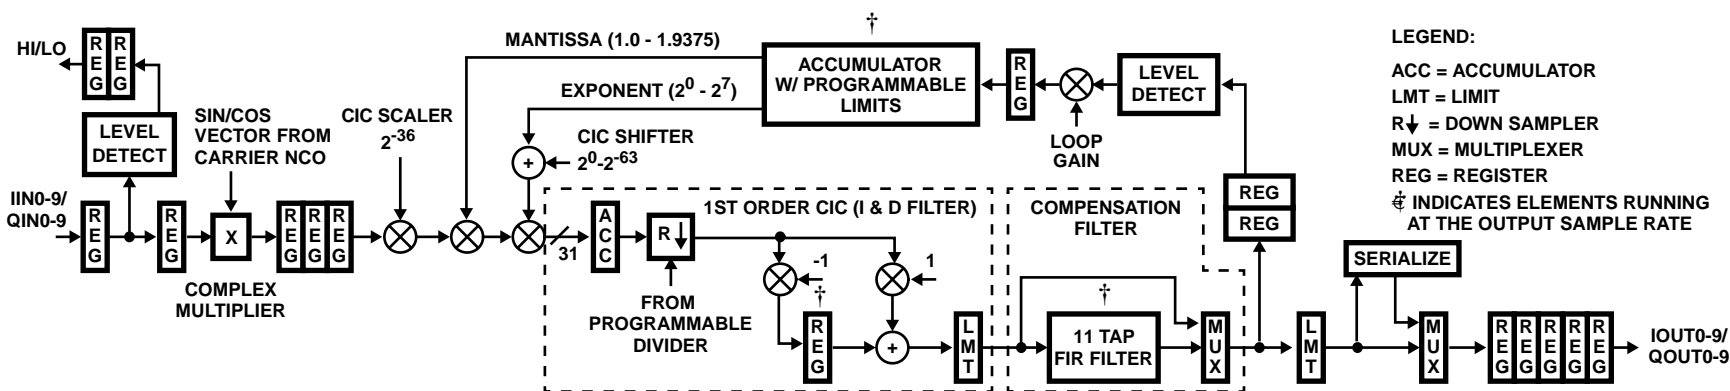 HI/LO
REG
REG
LEVEL
DETECT
IIN0-9/
QIN0-9
REG
REG
SIN/COS
VECTOR FROM
CARRIER NCO
X
COMPLEX
MULTIPLIER
REG
REG
REG
CIC SCALER
2^-36
MANTISSA (1.0 - 1.9375)
EXPONENT (2^0 - 2^7)
+
CIC SHIFTER
2^0-2^-63
†
ACCUMULATOR
W/ PROGRAMMABLE
LIMITS
REG
LOOP
GAIN
LEVEL
DETECT
REG
REG
31
1ST ORDER CIC (I & D FILTER)
ACC
R↓
FROM
PROGRAMMABLE
DIVIDER
-1
†
REG
1
+
LMT
COMPENSATION
FILTER
†
11 TAP
FIR FILTER
MUX
LMT
SERIALIZE
MUX
REG
REG
REG
REG
REG
IOUT0-9/
QOUT0-9
LEGEND:
ACC = ACCUMULATOR
LMT = LIMIT
R↓ = DOWN SAMPLER
MUX = MULTIPLEXER
REG = REGISTER
† INDICATES ELEMENTS RUNNING
AT THE OUTPUT SAMPLE RATE